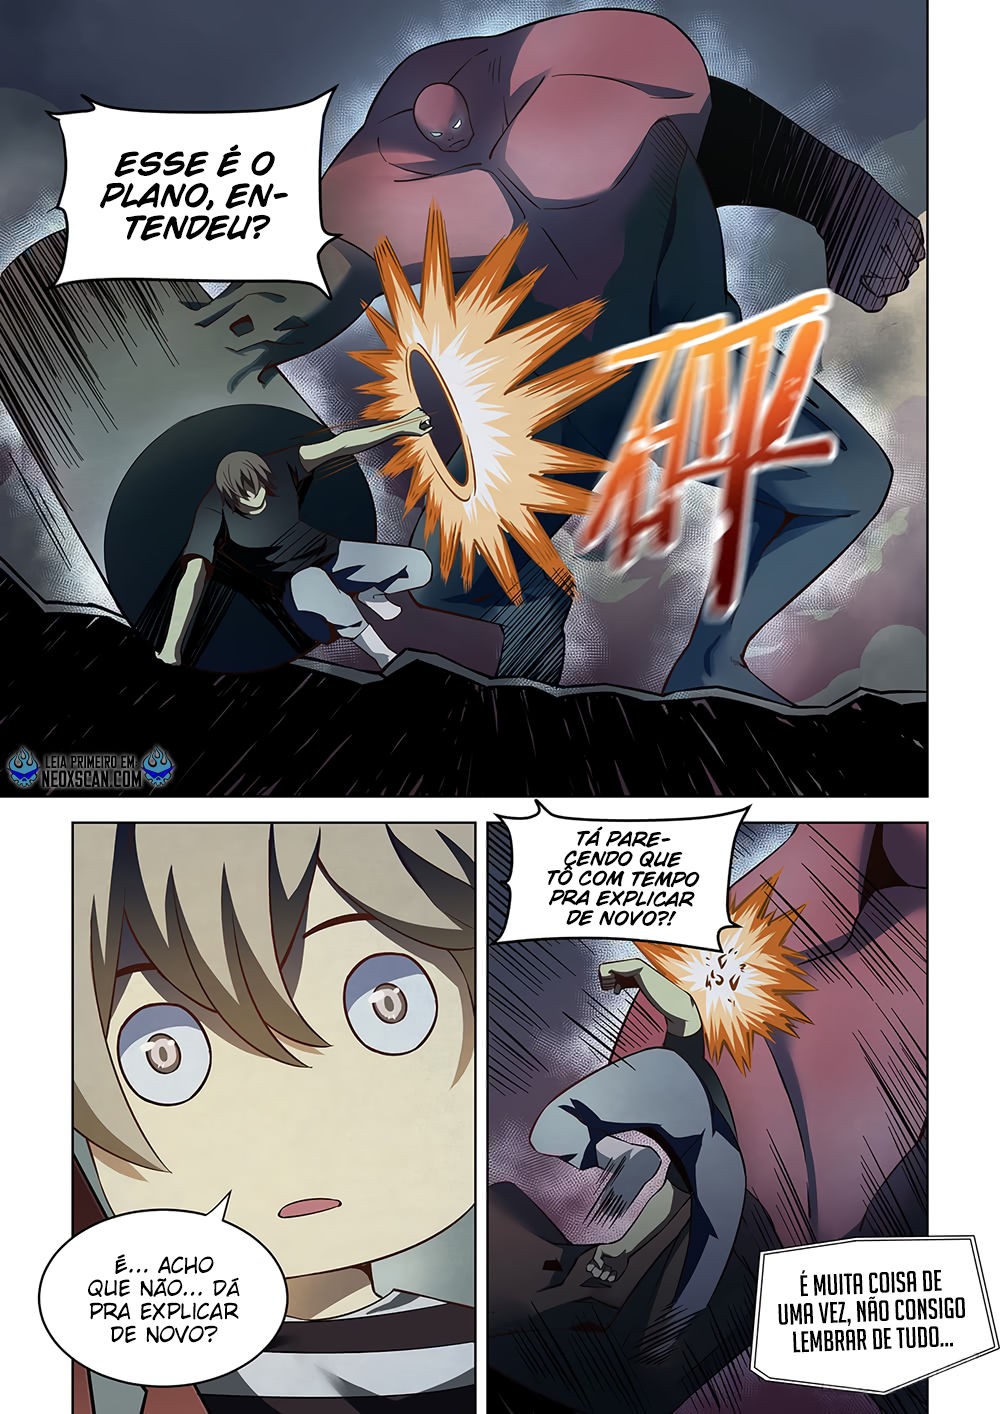 ESSE É O
PLANO, EN-
TENDEU?
LEIA PRIMEIRO EM
NEOXSCAN.COM
É... ACHO
QUE NÃO... DÁ
PRA EXPLICAR
DE NOVO?
TÁ PARE-
CENDO QUE
TÔ COM TEMPO
PRA EXPLICAR
DE NOVO?!
É MUITA COISA DE
UMA VEZ, NÃO CONSIGO
LEMBRAR DE TUDO...